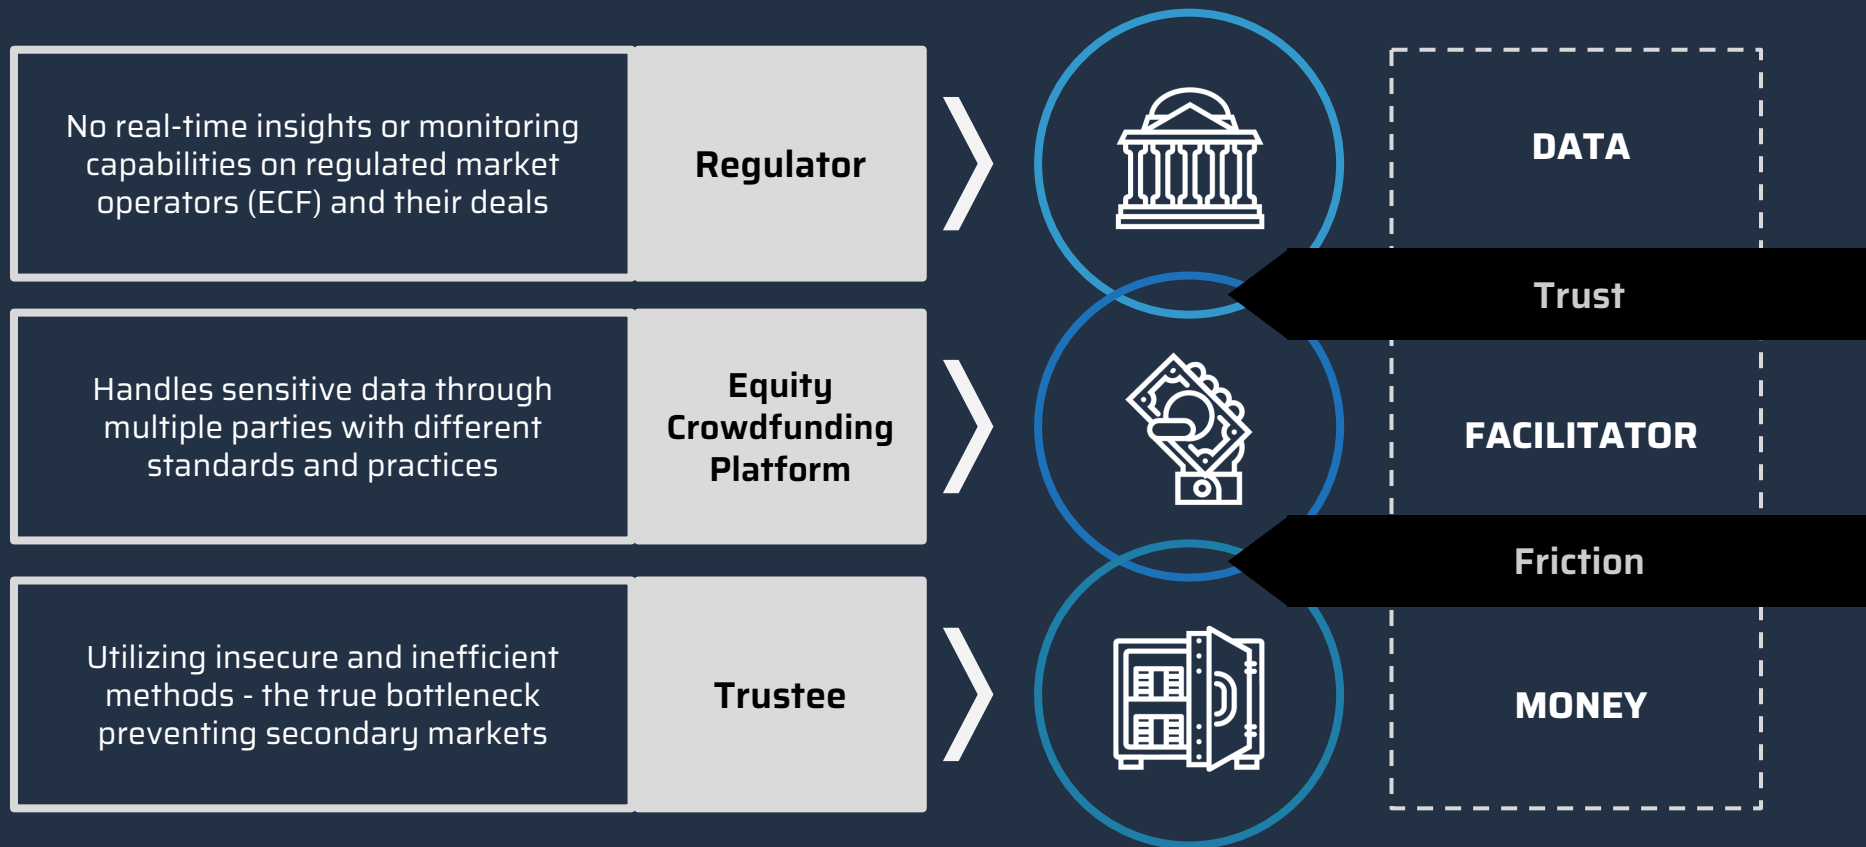 No real-time insights or monitoring
capabilities on regulated market
operators (ECF) and their deals
Regulator
DATA
Trust
Handles sensitive data through
multiple parties with different
standards and practices
Equity
Crowdfunding
Platform
FACILITATOR
Friction
Utilizing insecure and inefficient
methods - the true bottleneck
preventing secondary markets
Trustee
MONEY